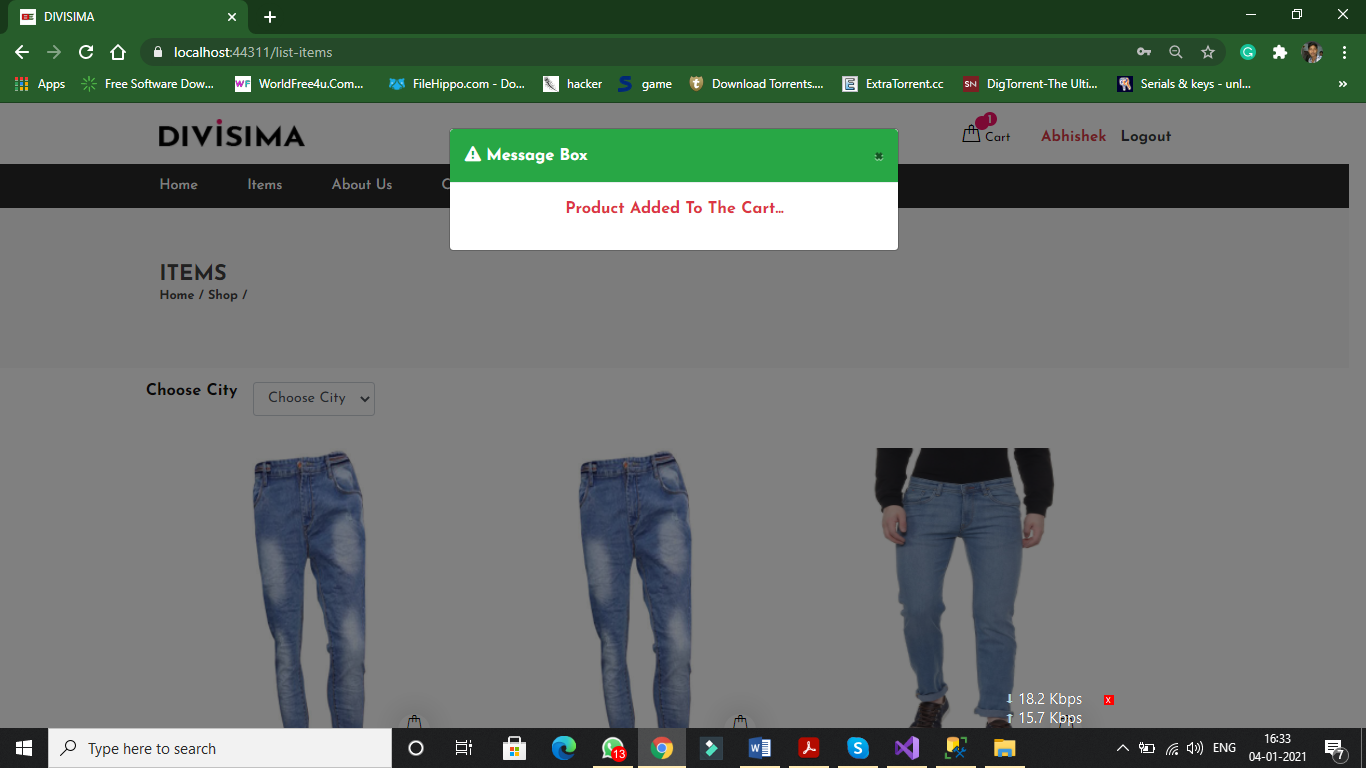 DIVISIMA
localhost:44311/list-items
Apps Free Software Dow... WorldFree4u.Com... FileHippo.com - Do... hacker game Download Torrents.... ExtraTorrent.cc DigTorrent-The Ulti... Serials & keys - unl... »
DIVISIMA
1
Cart Abhishek Logout
Message Box ×
Home Items About Us C
Product Added To The Cart...
ITEMS
Home / Shop /
Choose City Choose City
18.2 Kbps x
15.7 Kbps
Type here to search
13
ENG
16:33
04-01-2021
7